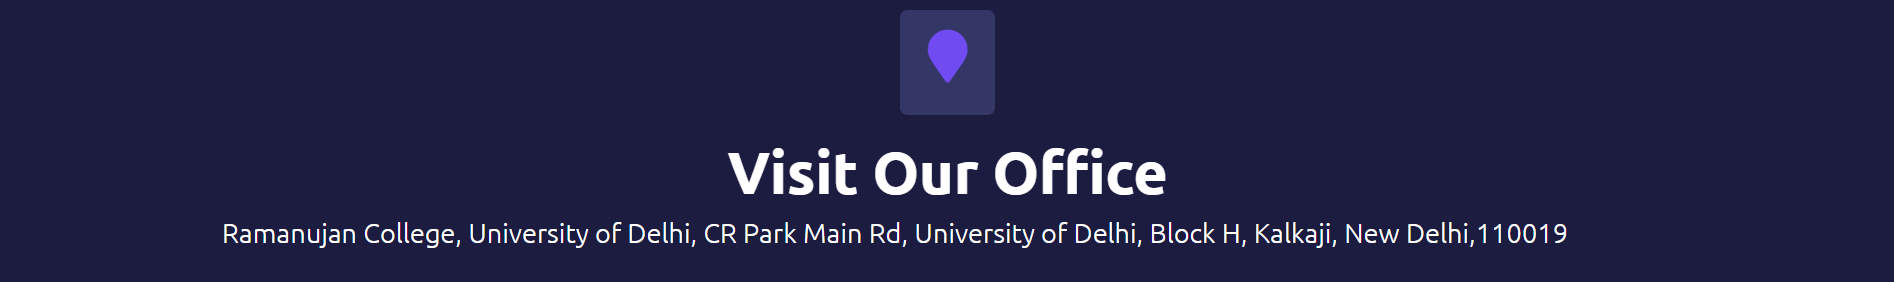 Visit Our Office
Ramanujan College, University of Delhi, CR Park Main Rd, University of Delhi, Block H, Kalkaji, New Delhi,110019